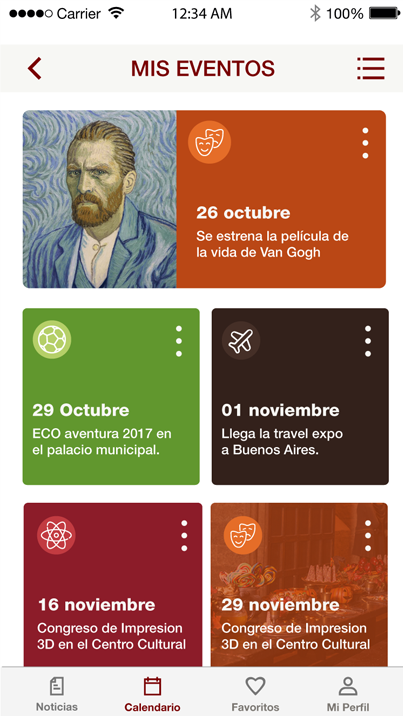 Carrier 12:34 AM 100%
MIS EVENTOS
26 octubre
Se estrena la película de
la vida de Van Gogh
29 Octubre
ECO aventura 2017 en
el palacio municipal.
01 noviembre
Llega la travel expo
a Buenos Aires.
16 noviembre
Congreso de Impresion
3D en el Centro Cultural
29 noviembre
Congreso de Impresion
3D en el Centro Cultural
Noticias Calendario Favoritos Mi Perfil